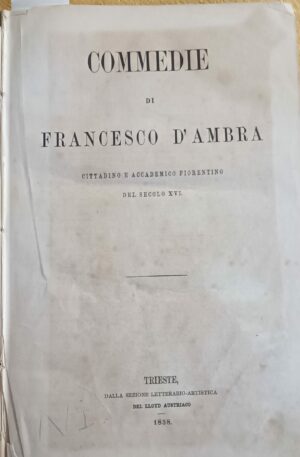 COMMEDIE
DI
FRANCESCO D'AMBRA
CITTADINO E ACCADEMICO FIORENTINO
DEL SECOLO XVI.
TRIESTE,
DALLA SEZIONE LETTERARIO-ARTISTICA
DEL LLOYD AUSTRIACO
1858.